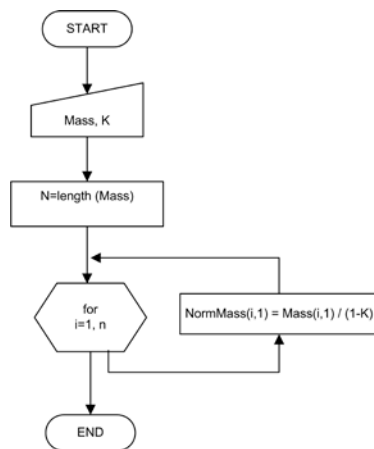 START
Mass, K
N=length (Mass)
for
i=1, n
NormMass(i,1) = Mass(i,1) / (1-K)
END